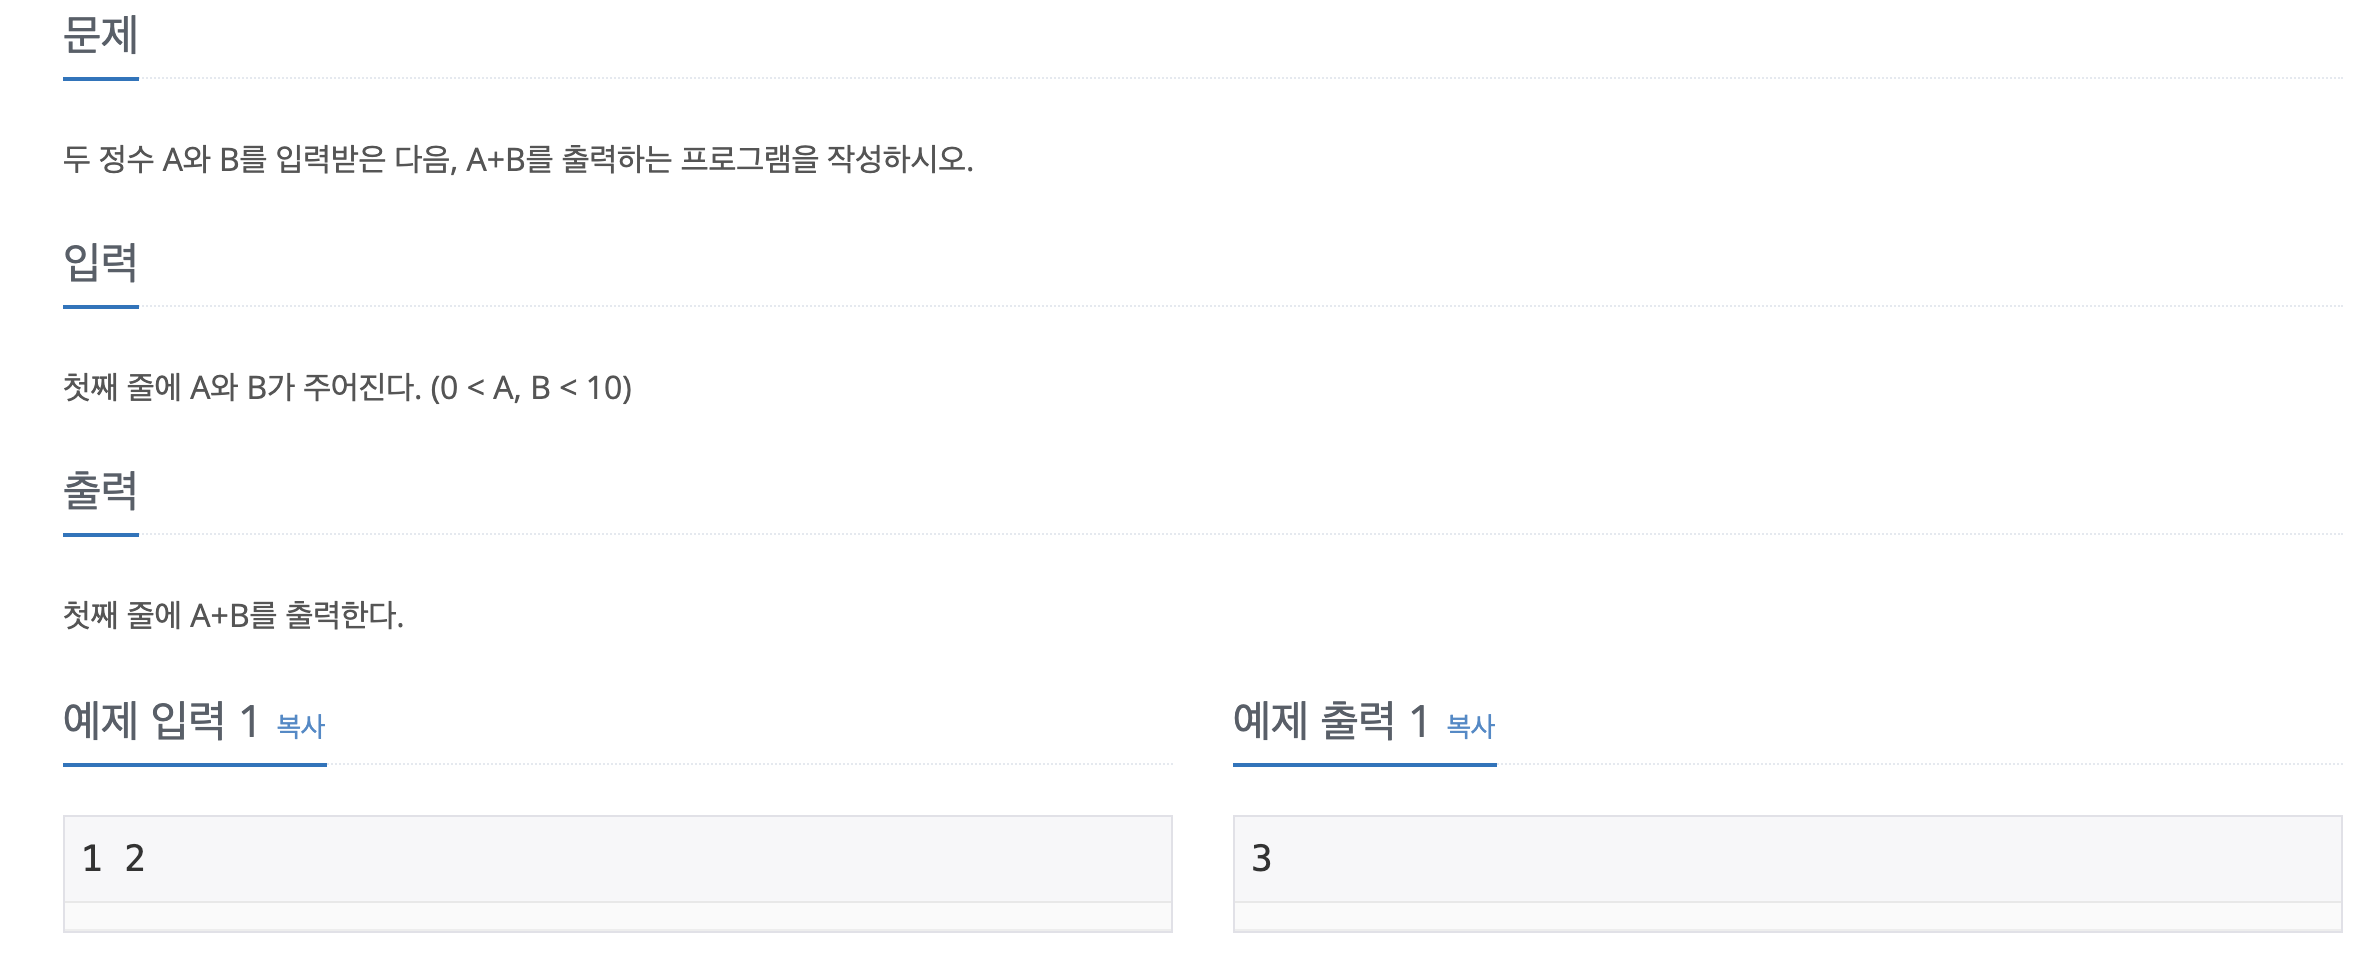 문제
두 정수 A와 B를 입력받은 다음, A+B를 출력하는 프로그램을 작성하시오.
입력
첫째 줄에 A와 B가 주어진다. (0 < A, B < 10)
출력
첫째 줄에 A+B를 출력한다.
예제 입력 1 복사
1 2
예제 출력 1 복사
3